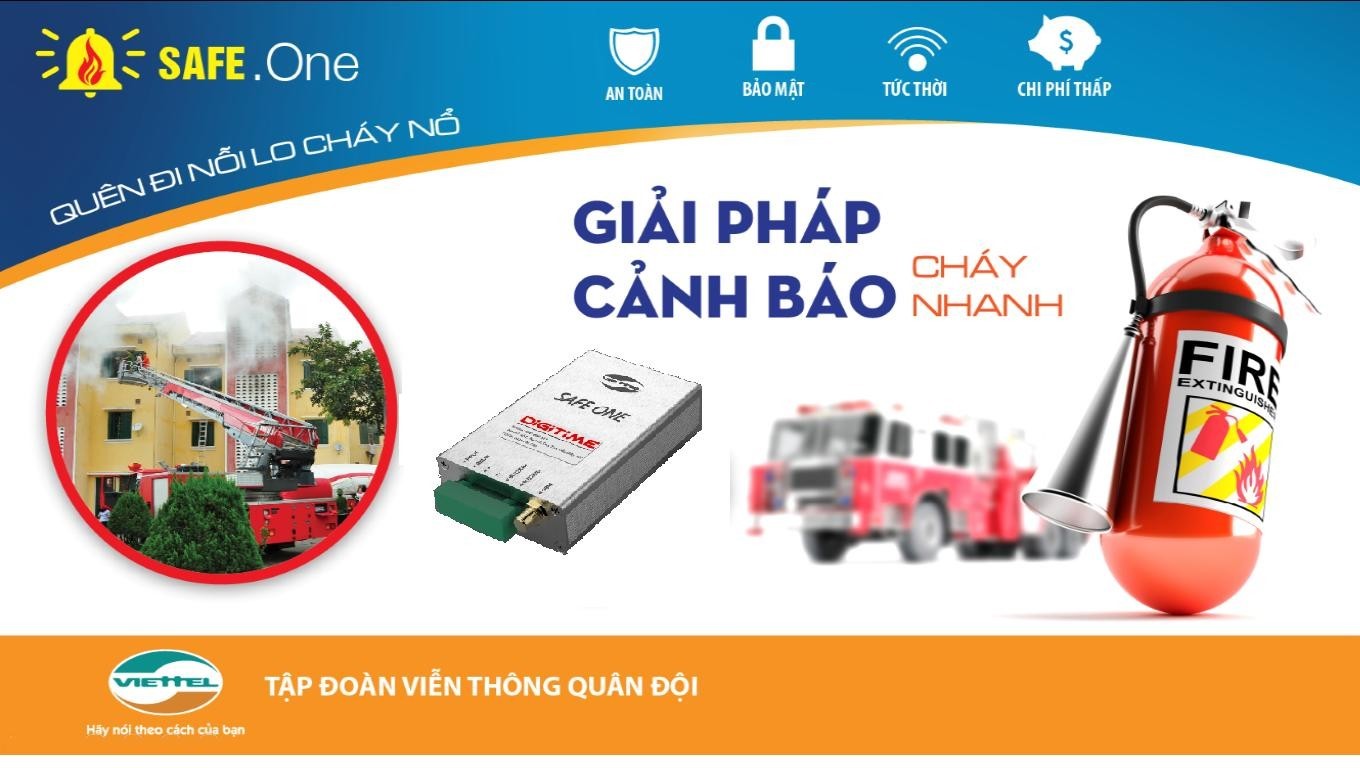 SAFE.One
AN TOÀN
BẢO MẬT
TỨC THỜI
CHI PHÍ THẤP
QUÊN ĐI NỖI LO CHÁY NỔ
GIẢI PHÁP
CẢNH BÁO
CHÁY
NHANH
SAFE ONE
DIGITIME
FIRE
EXTINGUISHE
VIETTEL
TẬP ĐOÀN VIỄN THÔNG QUÂN ĐỘI
Hãy nói theo cách của bạn